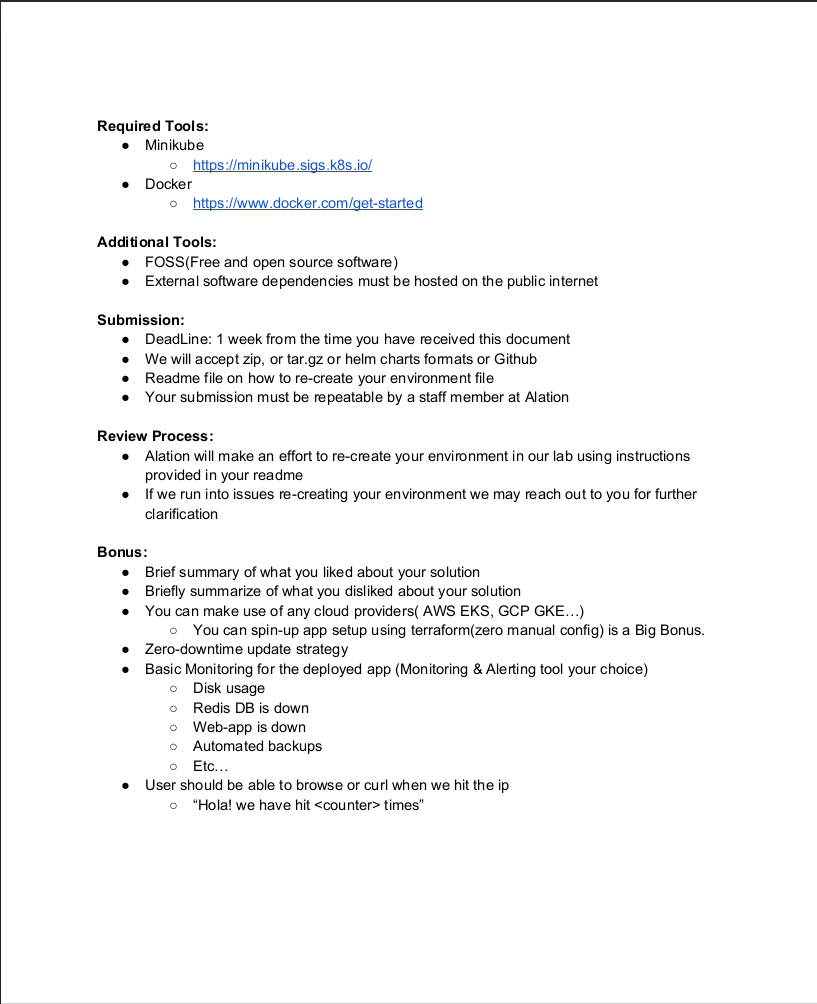 Required Tools:
● Minikube
○ https://minikube.sigs.k8s.io/
● Docker
○ https://www.docker.com/get-started
Additional Tools:
● FOSS(Free and open source software)
● External software dependencies must be hosted on the public internet
Submission:
● DeadLine: 1 week from the time you have received this document
● We will accept zip, or tar.gz or helm charts formats or Github
● Readme file on how to re-create your environment file
● Your submission must be repeatable by a staff member at Alation
Review Process:
● Alation will make an effort to re-create your environment in our lab using instructions
provided in your readme
● If we run into issues re-creating your environment we may reach out to you for further
clarification
Bonus:
● Brief summary of what you liked about your solution
● Briefly summarize of what you disliked about your solution
● You can make use of any cloud providers( AWS EKS, GCP GKE…)
○ You can spin-up app setup using terraform(zero manual config) is a Big Bonus.
● Zero-downtime update strategy
● Basic Monitoring for the deployed app (Monitoring & Alerting tool your choice)
○ Disk usage
○ Redis DB is down
○ Web-app is down
○ Automated backups
○ Etc…
● User should be able to browse or curl when we hit the ip
○ “Hola! we have hit <counter> times”